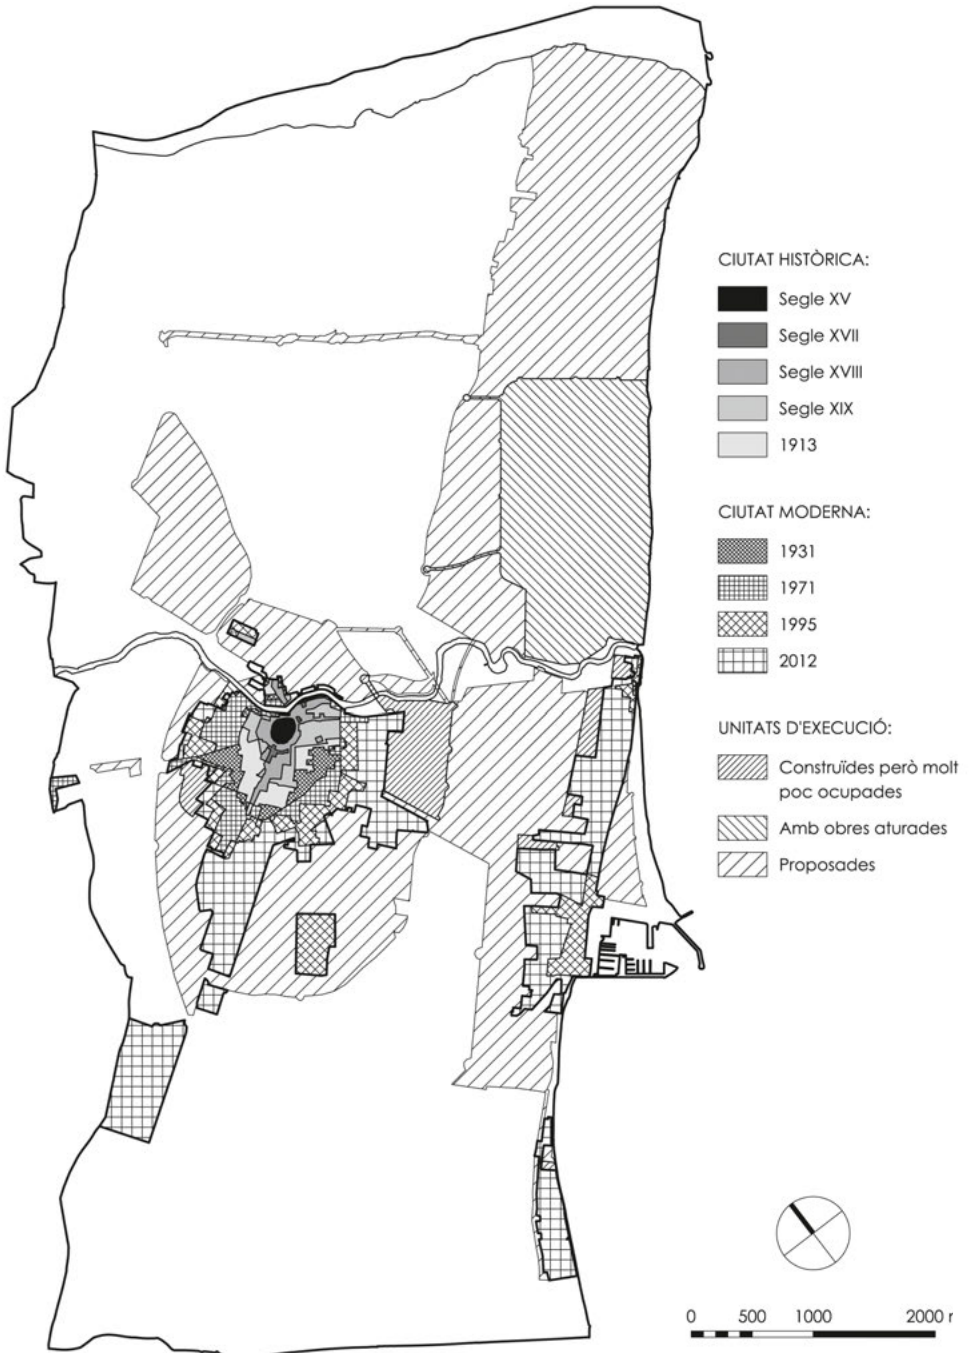 CIUTAT HISTÒRICA:
Segle XV
Segle XVII
Segle XVIII
Segle XIX
1913
CIUTAT MODERNA:
1931
1971
1995
2012
UNITATS D'EXECUCIÓ:
Construïdes però molt
poc ocupades
Amb obres aturades
Proposades
0 500 1000 2000 r